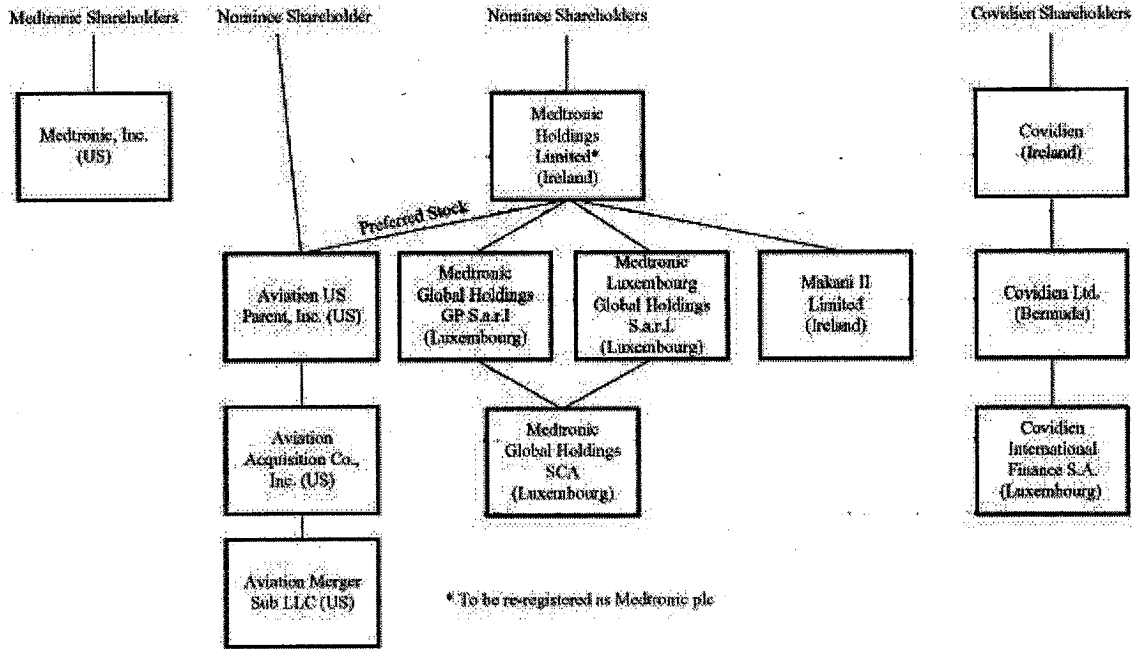 Medtronic Shareholders
Nominee Shareholder
Nominee Shareholders
Covidien Shareholders
Medtronic, Inc.
(US)
Medtronic
Holdings
Limited*
(Ireland)
Covidien
(Ireland)
Preferred Stock
Aviation US
Parent, Inc. (US)
Medtronic
Global Holdings
GP S.a.r.l
(Luxembourg)
Medtronic
Luxembourg
Global Holdings
S.a.r.l.
(Luxembourg)
Makani II
Limited
(Ireland)
Covidien Ltd.
(Bermuda)
Aviation
Acquisition Co.,
Inc. (US)
Medtronic
Global Holdings
SCA
(Luxembourg)
Covidien
International
Finance S.A.
(Luxembourg)
Aviation Merger
Sub LLC (US)
* To be re-registered as Medtronic plc